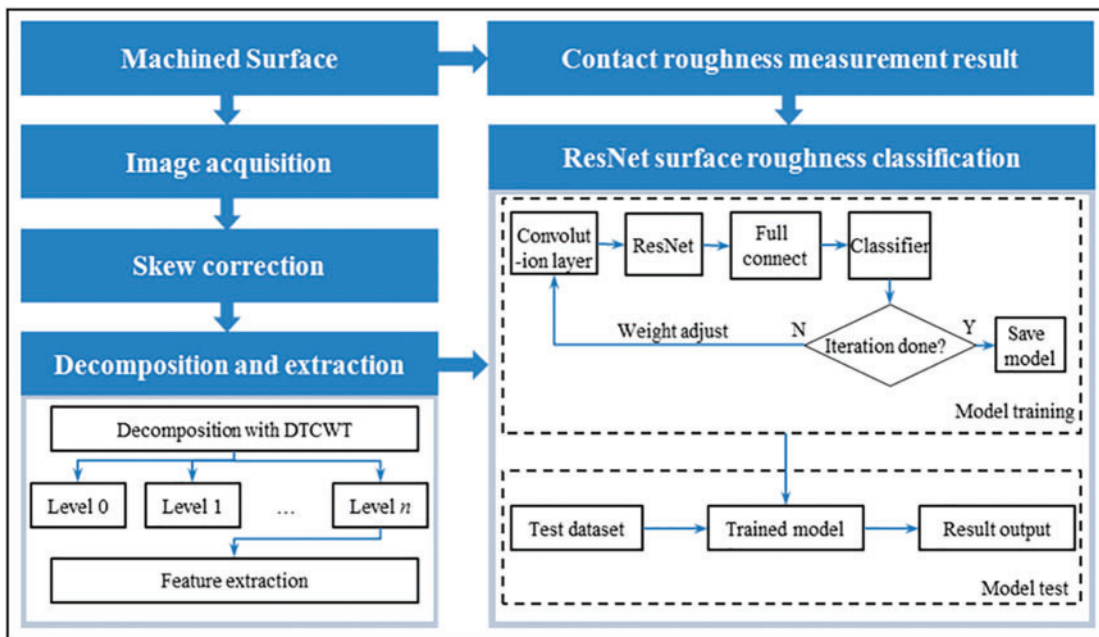 Machined Surface
Contact roughness measurement result
Image acquisition
Skew correction
Decomposition and extraction
Decomposition with DTCWT
Level 0
Level 1
...
Level n
Feature extraction
ResNet surface roughness classification
Convolut
-ion layer
ResNet
Full
connect
Classifier
Iteration done?
N
Y
Weight adjust
Save
model
Model training
Test dataset
Trained model
Result output
Model test